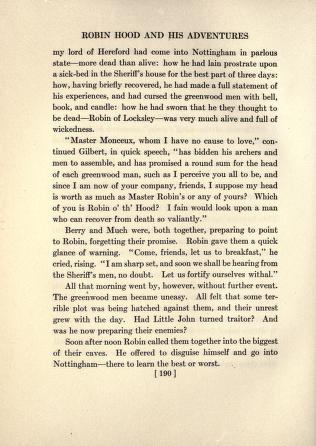 ROBIN HOOD AND HIS ADVENTURES
my lord of Hereford had come into Nottingham in parlous
state—more dead than alive: how he had lain prostrate upon
a sick-bed in the Sheriff's house for the best part of three days:
how, having briefly recovered, he had made a full statement of
his experiences, and had cursed the greenwood men with bell,
book, and candle: how he had sworn that he they thought to
be dead—Robin of Locksley—was very much alive and full of
wickedness.
"Master Monceux, whom I have no cause to love," con-
tinued Gilbert, in quick speech, "has bidden his archers and
men to assemble, and has promised a round sum for the head
of each greenwood man, such as I perceive you all to be, and
since I am now of your company, friends, I suppose my head
is worth as much as Master Robin's or any of yours? Which
of you is Robin o' th' Hood? I fain would look upon a man
who can recover from death so valiantly."
Berry and Much were, both together, preparing to point
to Robin, forgetting their promise. Robin gave them a quick
glance of warning. "Come, friends, let us to breakfast," he
cried, rising. "I am sharp set, and soon we shall be hearing from
the Sheriff's men, no doubt. Let us fortify ourselves withal."
All that morning went by, however, without further event.
The greenwood men became uneasy. All felt that some ter-
rible plot was being hatched against them, and their unrest
grew with the day. Had Little John turned traitor? And
was he now preparing their enemies?
Soon after noon Robin called them together into the biggest
of their caves. He offered to disguise himself and go into
Nottingham—there to learn the best or worst.
[ 190 ]